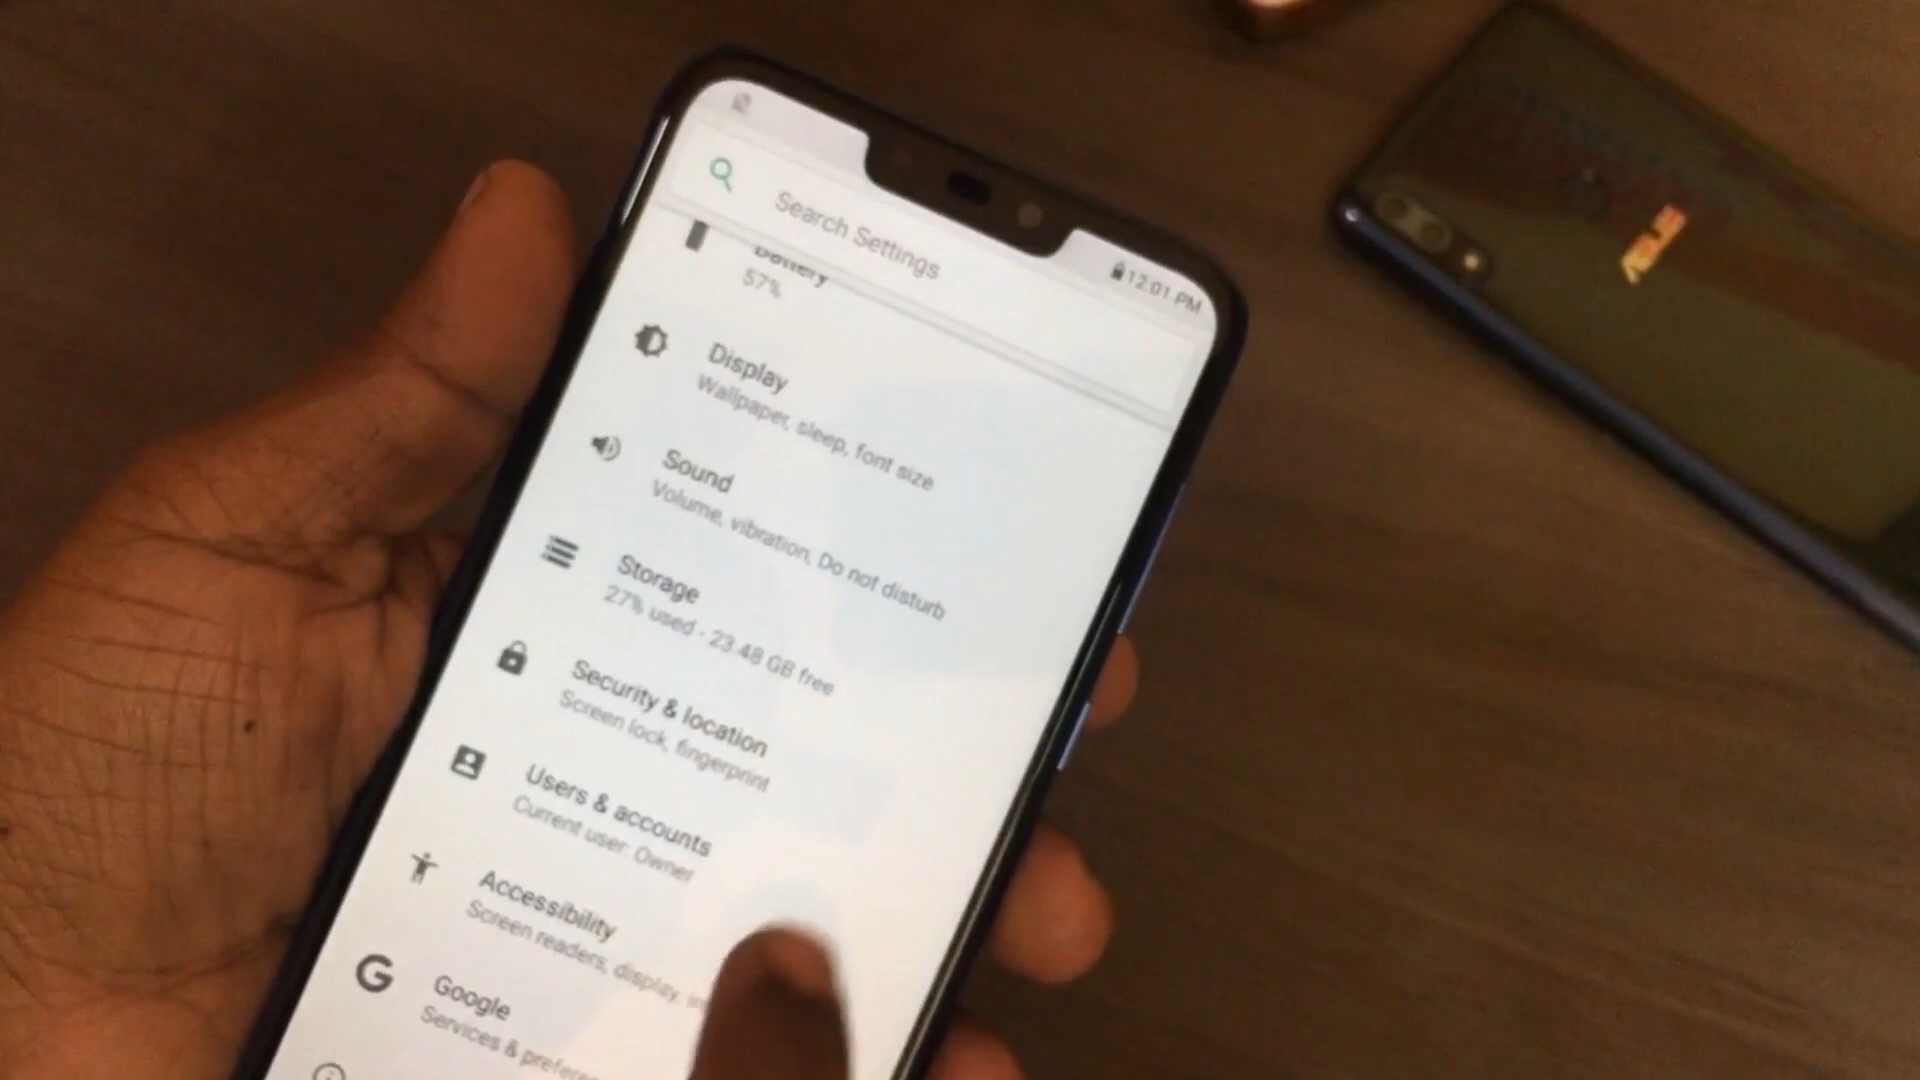 12:01 PM
Search Settings
Battery
57%
Display
Wallpaper, sleep, font size
Sound
Volume, vibration, Do not disturb
Storage
27% used - 23.48 GB free
Security & location
Screen lock, fingerprint
Users & accounts
Current user: Owner
Accessibility
Screen readers, display,
Google
Services &